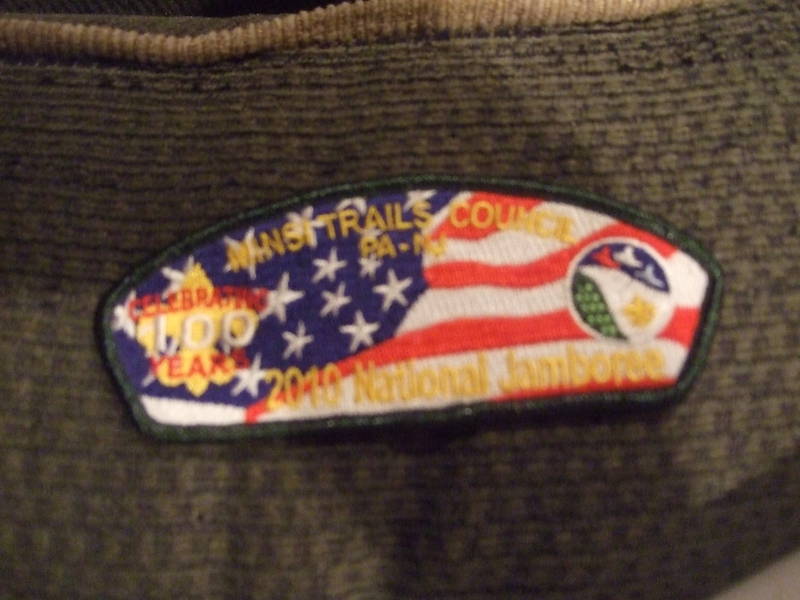 MINSI TRAILS COUNCIL
PA - NJ
CELEBRATING
100
YEARS
2010 National Jamboree